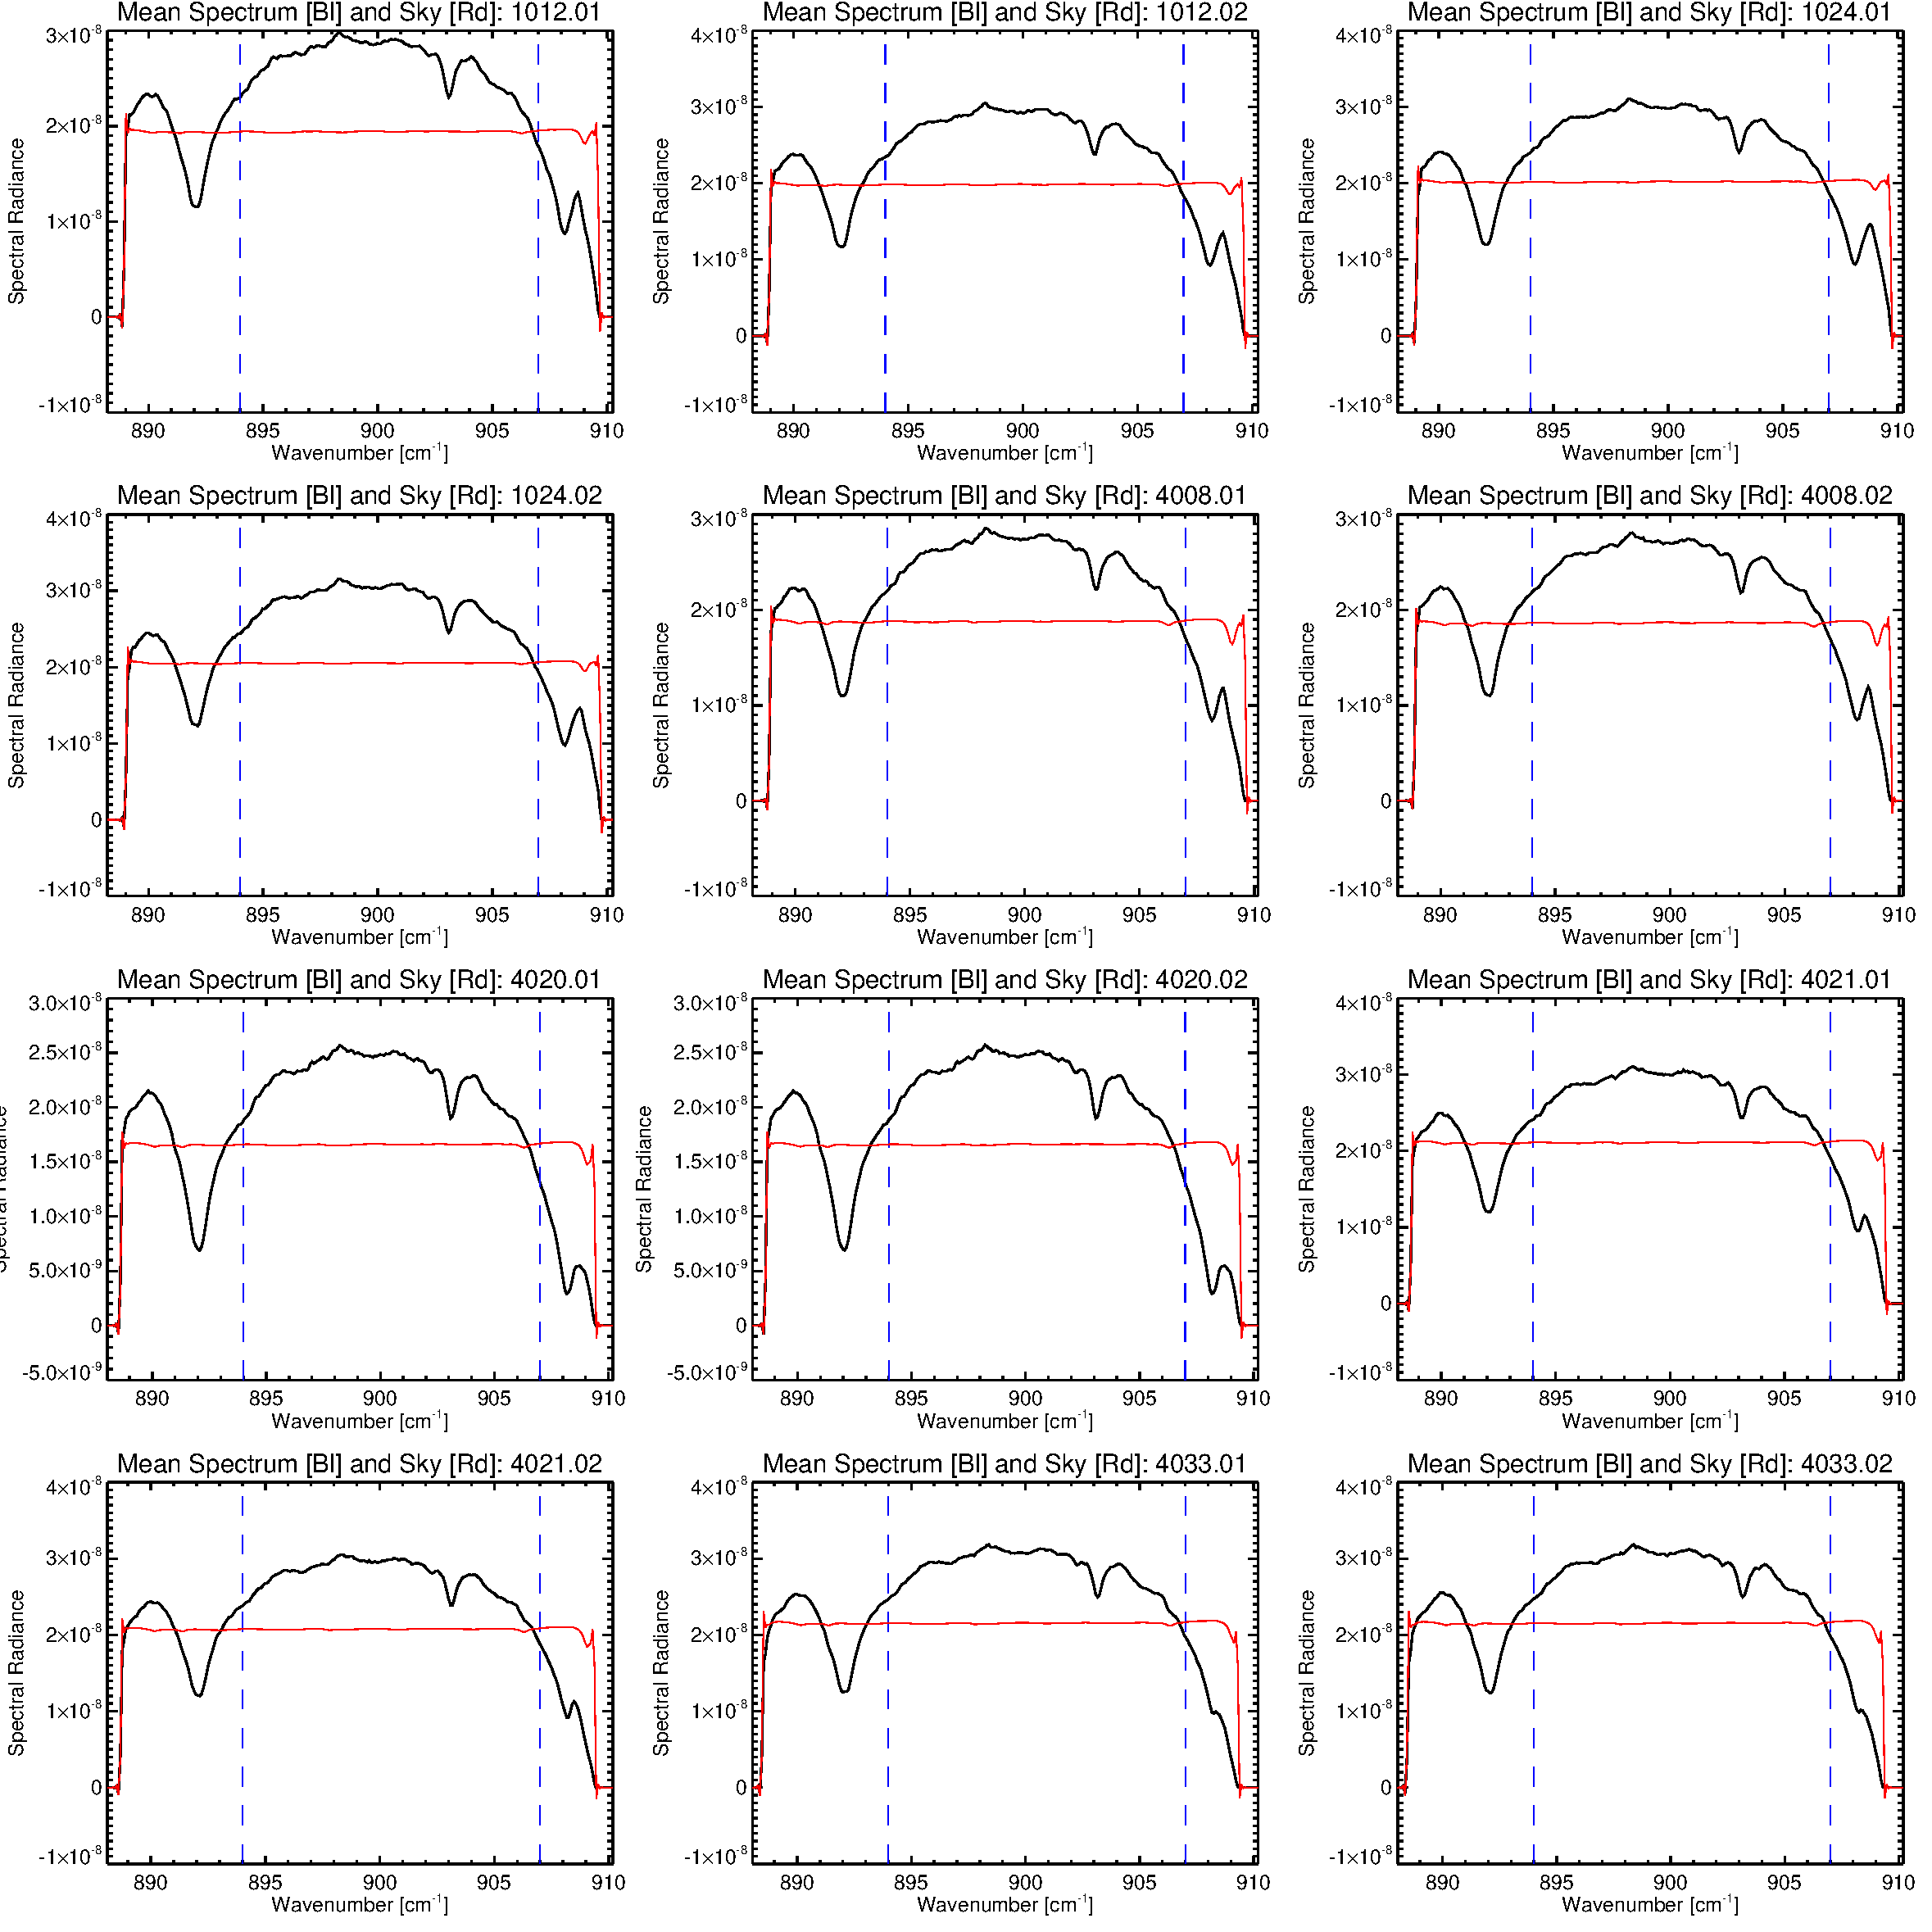 Mean Spectrum [Bl] and Sky [Rd]: 1012.01
3×10⁻⁸
2×10⁻⁸
1×10⁻⁸
0
-1×10⁻⁸
Spectral Radiance
890 895 900 905 910
Wavenumber [cm⁻¹]
Mean Spectrum [Bl] and Sky [Rd]: 1012.02
4×10⁻⁸
3×10⁻⁸
2×10⁻⁸
1×10⁻⁸
0
-1×10⁻⁸
Spectral Radiance
890 895 900 905 910
Wavenumber [cm⁻¹]
Mean Spectrum [Bl] and Sky [Rd]: 1024.01
4×10⁻⁸
3×10⁻⁸
2×10⁻⁸
1×10⁻⁸
0
-1×10⁻⁸
Spectral Radiance
890 895 900 905 910
Wavenumber [cm⁻¹]
Mean Spectrum [Bl] and Sky [Rd]: 1024.02
4×10⁻⁸
3×10⁻⁸
2×10⁻⁸
1×10⁻⁸
0
-1×10⁻⁸
Spectral Radiance
890 895 900 905 910
Wavenumber [cm⁻¹]
Mean Spectrum [Bl] and Sky [Rd]: 4008.01
3×10⁻⁸
2×10⁻⁸
1×10⁻⁸
0
-1×10⁻⁸
Spectral Radiance
890 895 900 905 910
Wavenumber [cm⁻¹]
Mean Spectrum [Bl] and Sky [Rd]: 4008.02
3×10⁻⁸
2×10⁻⁸
1×10⁻⁸
0
-1×10⁻⁸
Spectral Radiance
890 895 900 905 910
Wavenumber [cm⁻¹]
Mean Spectrum [Bl] and Sky [Rd]: 4020.01
3.0×10⁻⁸
2.5×10⁻⁸
2.0×10⁻⁸
1.5×10⁻⁸
1.0×10⁻⁸
5.0×10⁻⁹
0
-5.0×10⁻⁹
Spectral Radiance
890 895 900 905 910
Wavenumber [cm⁻¹]
Mean Spectrum [Bl] and Sky [Rd]: 4020.02
3.0×10⁻⁸
2.5×10⁻⁸
2.0×10⁻⁸
1.5×10⁻⁸
1.0×10⁻⁸
5.0×10⁻⁹
0
-5.0×10⁻⁹
Spectral Radiance
890 895 900 905 910
Wavenumber [cm⁻¹]
Mean Spectrum [Bl] and Sky [Rd]: 4021.01
4×10⁻⁸
3×10⁻⁸
2×10⁻⁸
1×10⁻⁸
0
-1×10⁻⁸
Spectral Radiance
890 895 900 905 910
Wavenumber [cm⁻¹]
Mean Spectrum [Bl] and Sky [Rd]: 4021.02
4×10⁻⁸
3×10⁻⁸
2×10⁻⁸
1×10⁻⁸
0
-1×10⁻⁸
Spectral Radiance
890 895 900 905 910
Wavenumber [cm⁻¹]
Mean Spectrum [Bl] and Sky [Rd]: 4033.01
4×10⁻⁸
3×10⁻⁸
2×10⁻⁸
1×10⁻⁸
0
-1×10⁻⁸
Spectral Radiance
890 895 900 905 910
Wavenumber [cm⁻¹]
Mean Spectrum [Bl] and Sky [Rd]: 4033.02
4×10⁻⁸
3×10⁻⁸
2×10⁻⁸
1×10⁻⁸
0
-1×10⁻⁸
Spectral Radiance
890 895 900 905 910
Wavenumber [cm⁻¹]